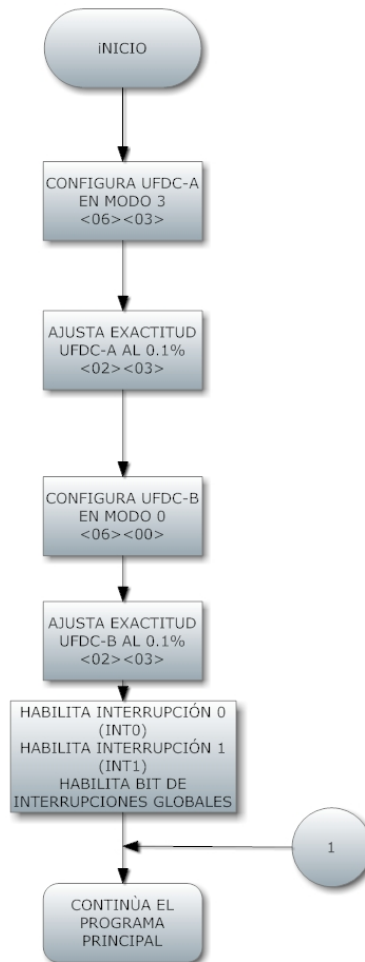 iNICIO
CONFIGURA UFDC-A
EN MODO 3
<06><03>
AJUSTA EXACTITUD
UFDC-A AL 0.1%
<02><03>
CONFIGURA UFDC-B
EN MODO 0
<06><00>
AJUSTA EXACTITUD
UFDC-B AL 0.1%
<02><03>
HABILITA INTERRUPCIÓN 0
(INT0)
HABILITA INTERRUPCIÓN 1
(INT1)
HABILITA BIT DE
INTERRUPCIONES GLOBALES
1
CONTINÙA EL
PROGRAMA
PRINCIPAL